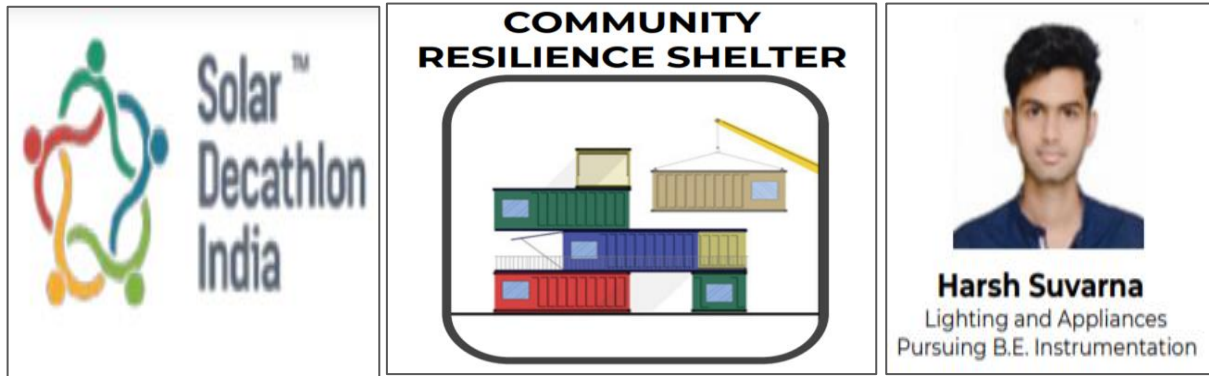 Solar ™
Decathlon
India
COMMUNITY
RESILIENCE SHELTER
Harsh Suvarna
Lighting and Appliances
Pursuing B.E. Instrumentation